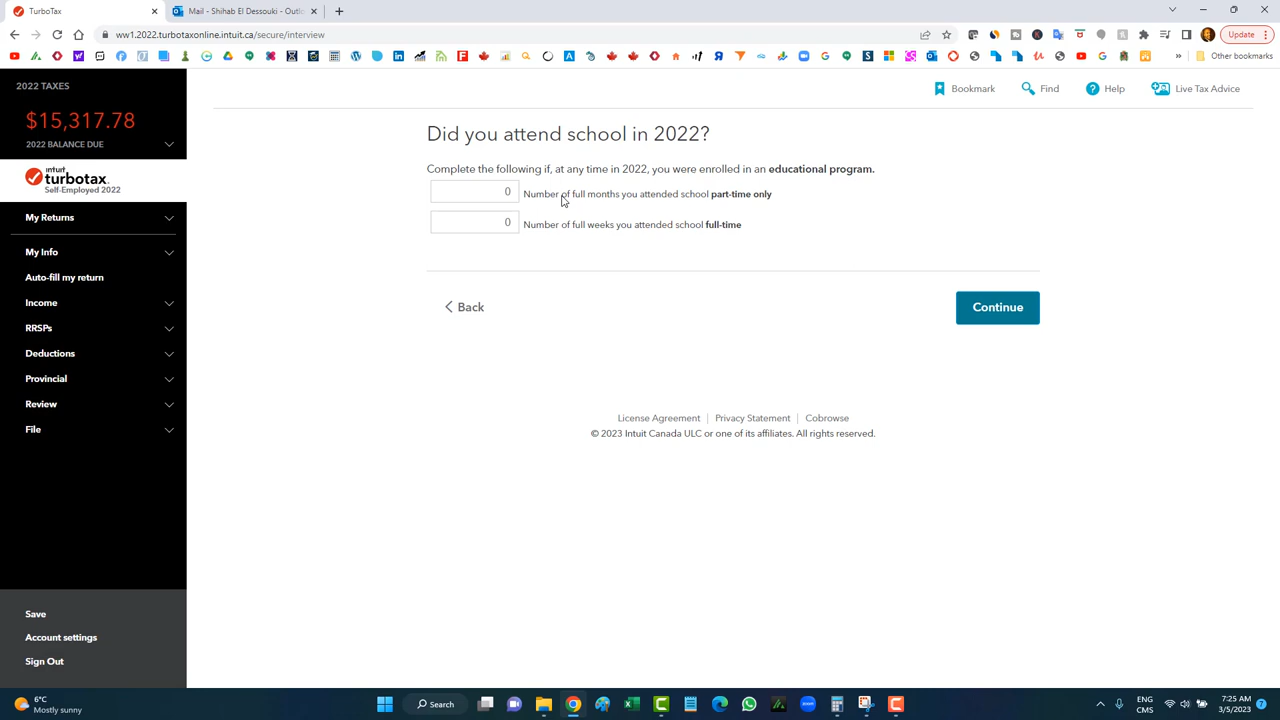 TurboTax
Mail - Shihab El Dessouki - Outlo
ww1.2022.turbotaxonline.intuit.ca/secure/interview
Update
Other bookmarks
2022 TAXES
$15,317.78
2022 BALANCE DUE
intuit
turbotax
Self-Employed 2022
My Returns
My Info
Auto-fill my return
Income
RRSPs
Deductions
Provincial
Review
File
Save
Account settings
Sign Out
Bookmark
Find
Help
Live Tax Advice
Did you attend school in 2022?
Complete the following if, at any time in 2022, you were enrolled in an educational program.
0 Number of full months you attended school part-time only
0 Number of full weeks you attended school full-time
Back
Continue
License Agreement | Privacy Statement | Cobrowse
© 2023 Intuit Canada ULC or one of its affiliates. All rights reserved.
6°C
Mostly sunny
Search
ENG
CMS
7:25 AM
3/5/2023